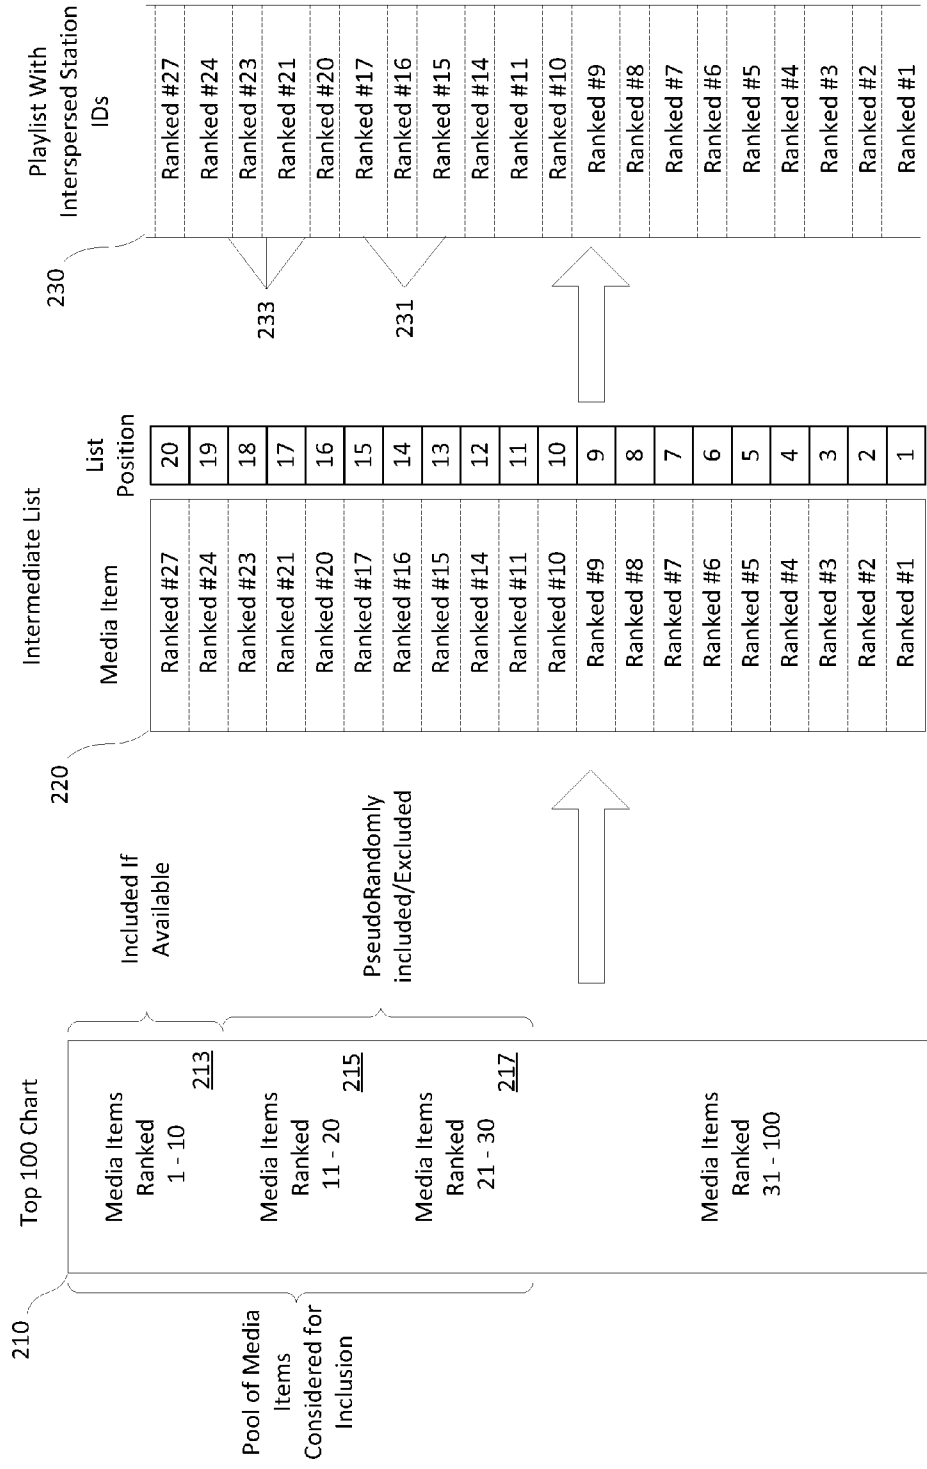 Top 100 Chart
210
Pool of Media
Items
Considered for
Inclusion
Media Items
Ranked
1 - 10
213
Media Items
Ranked
11 - 20
215
Media Items
Ranked
21 - 30
217
Media Items
Ranked
31 - 100
Included If
Available
PseudoRandomly
included/Excluded
Intermediate List
220
Media Item
List
Position
Ranked #27
20
Ranked #24
19
Ranked #23
18
Ranked #21
17
Ranked #20
16
Ranked #17
15
Ranked #16
14
Ranked #15
13
Ranked #14
12
Ranked #11
11
Ranked #10
10
Ranked #9
9
Ranked #8
8
Ranked #7
7
Ranked #6
6
Ranked #5
5
Ranked #4
4
Ranked #3
3
Ranked #2
2
Ranked #1
1
Playlist With
Interspersed Station
IDs
230
233
231
Ranked #27
Ranked #24
Ranked #23
Ranked #21
Ranked #20
Ranked #17
Ranked #16
Ranked #15
Ranked #14
Ranked #11
Ranked #10
Ranked #9
Ranked #8
Ranked #7
Ranked #6
Ranked #5
Ranked #4
Ranked #3
Ranked #2
Ranked #1